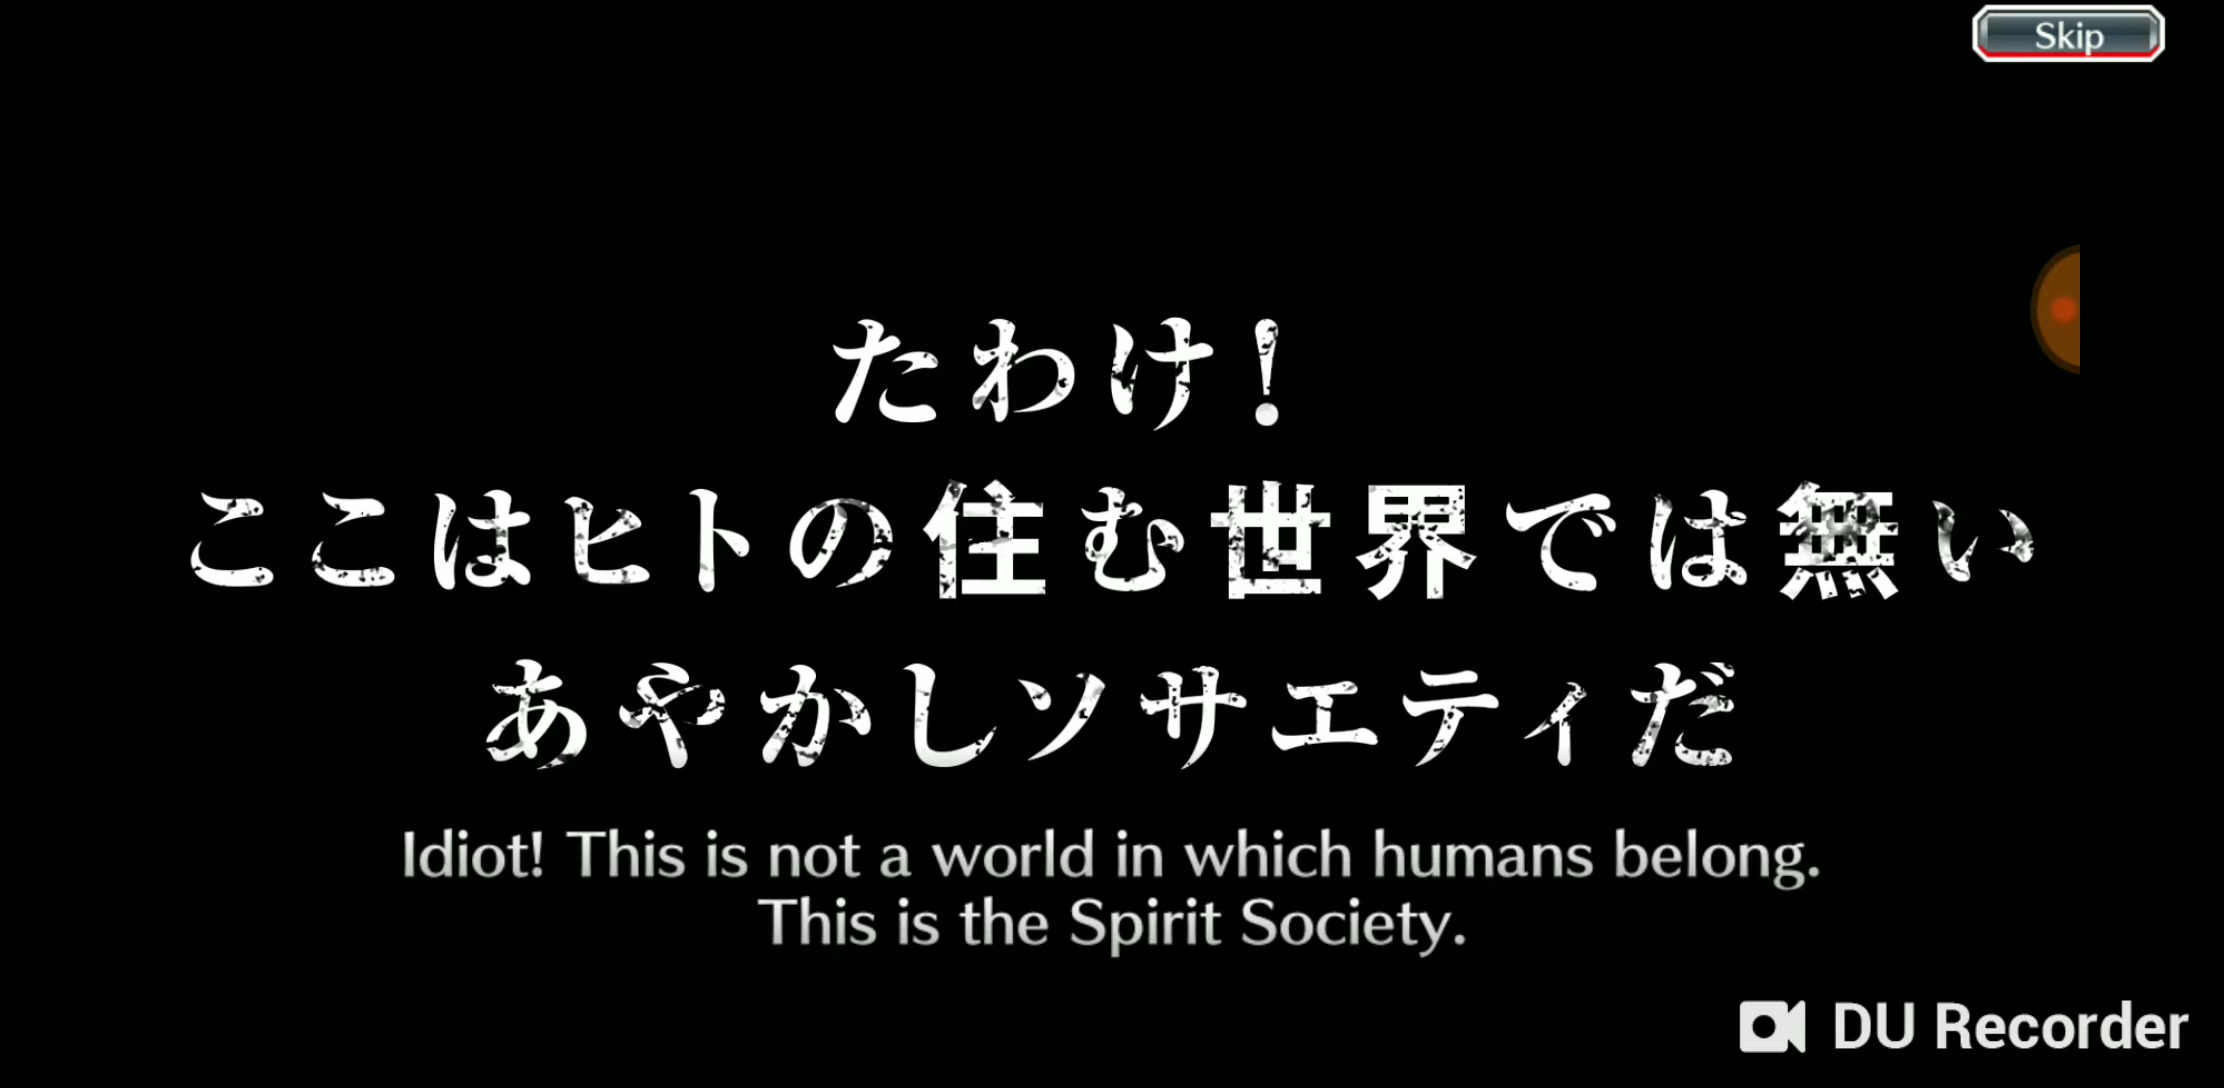 Skip
たわけ！
ここはヒトの住む世界では無い
あやかしソサエティだ
Idiot! This is not a world in which humans belong.
This is the Spirit Society.
DU Recorder